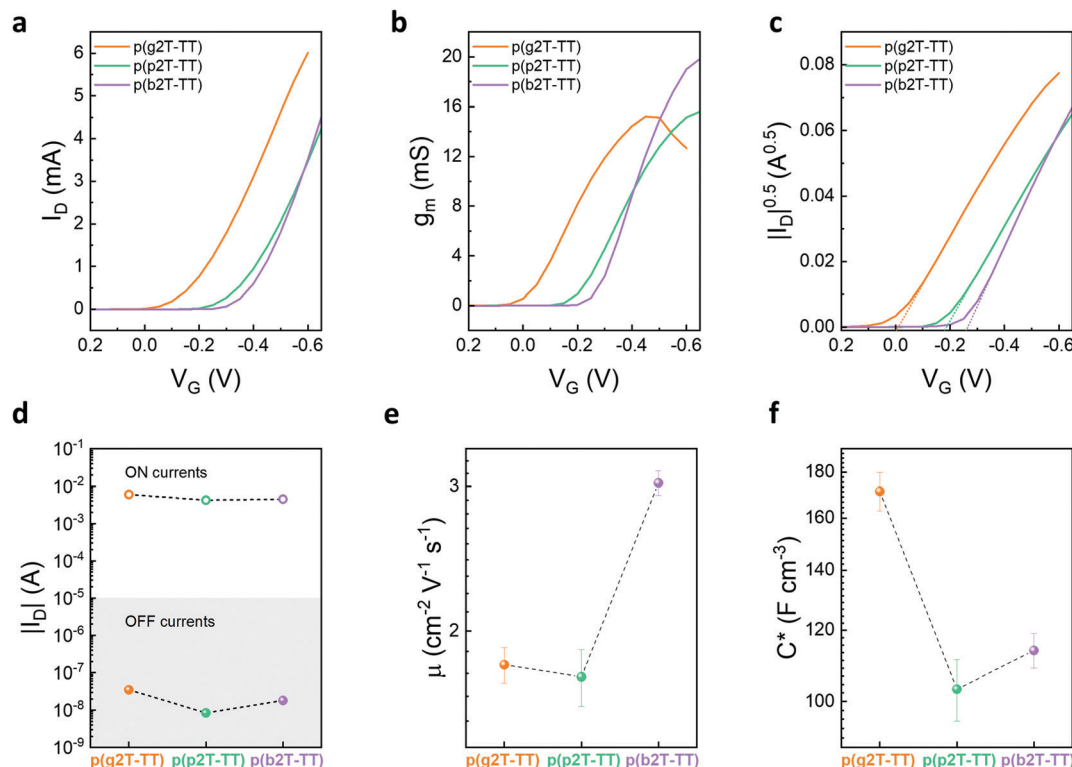 a
p(g2T-TT)
p(p2T-TT)
p(b2T-TT)
6
5
4
3
2
1
0
I_D (mA)
0.2 0.0 -0.2 -0.4 -0.6
V_G (V)
b
p(g2T-TT)
p(p2T-TT)
p(b2T-TT)
20
16
12
8
4
0
g_m (mS)
0.2 0.0 -0.2 -0.4 -0.6
V_G (V)
c
p(g2T-TT)
p(p2T-TT)
p(b2T-TT)
0.08
0.06
0.04
0.02
0.00
|I_D|^0.5 (A^0.5)
0.2 0.0 -0.2 -0.4 -0.6
V_G (V)
d
10^-1
10^-2
10^-3
10^-4
10^-5
10^-6
10^-7
10^-8
10^-9
|I_D| (A)
ON currents
OFF currents
p(g2T-TT) p(p2T-TT) p(b2T-TT)
e
3
2
μ (cm^-2 V^-1 s^-1)
p(g2T-TT) p(p2T-TT) p(b2T-TT)
f
180
160
140
120
100
C* (F cm^-3)
p(g2T-TT) p(p2T-TT) p(b2T-TT)